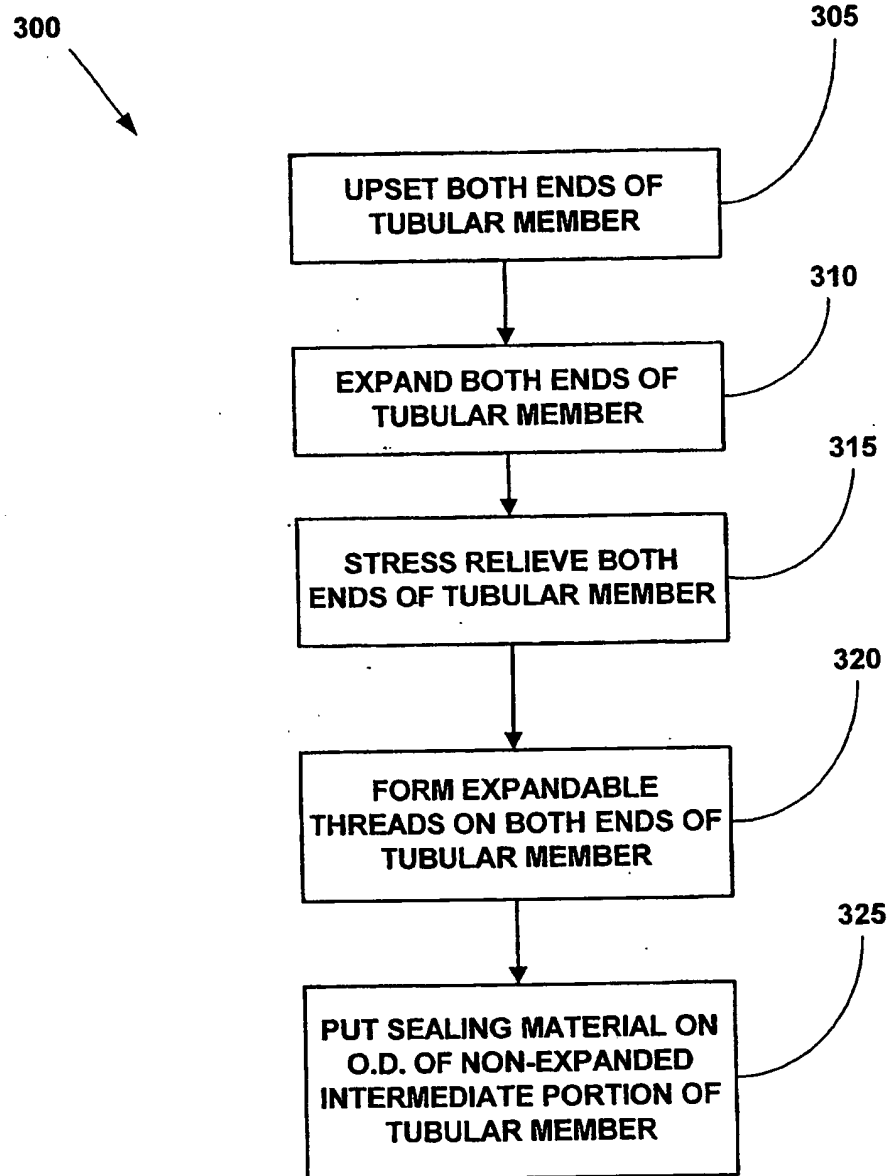 300
305
UPSET BOTH ENDS OF
TUBULAR MEMBER
310
EXPAND BOTH ENDS OF
TUBULAR MEMBER
315
STRESS RELIEVE BOTH
ENDS OF TUBULAR MEMBER
320
FORM EXPANDABLE
THREADS ON BOTH ENDS OF
TUBULAR MEMBER
325
PUT SEALING MATERIAL ON
O.D. OF NON-EXPANDED
INTERMEDIATE PORTION OF
TUBULAR MEMBER